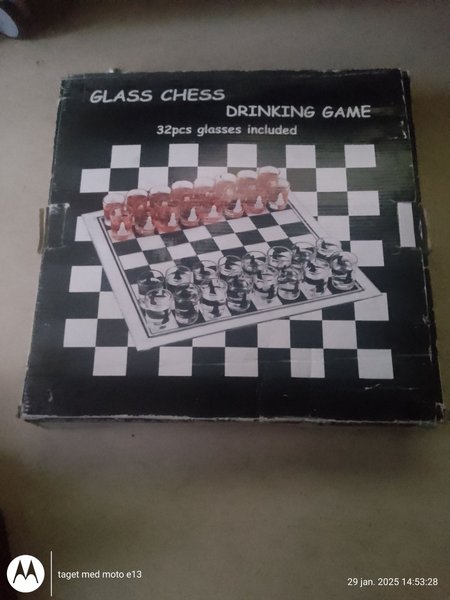 GLASS CHESS
DRINKING GAME
32pcs glasses included
taget med moto e13
29 jan. 2025 14:53:28